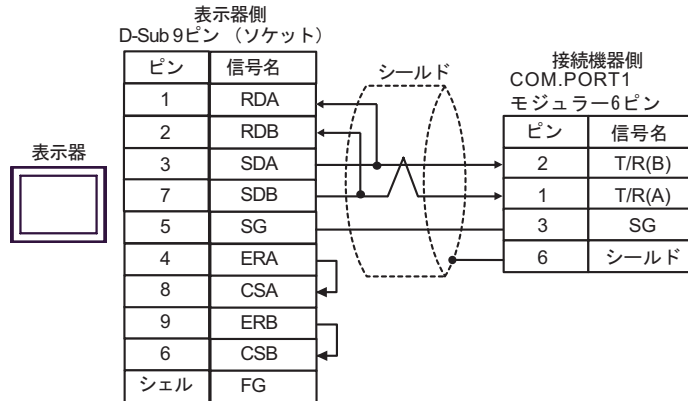 表示器側
D-Sub 9ピン （ソケット）
ピン 信号名
1 RDA
2 RDB
3 SDA
7 SDB
5 SG
4 ERA
8 CSA
9 ERB
6 CSB
シェル FG
表示器
シールド
接続機器側
COM.PORT1
モジュラー6ピン
ピン 信号名
2 T/R(B)
1 T/R(A)
3 SG
6 シールド